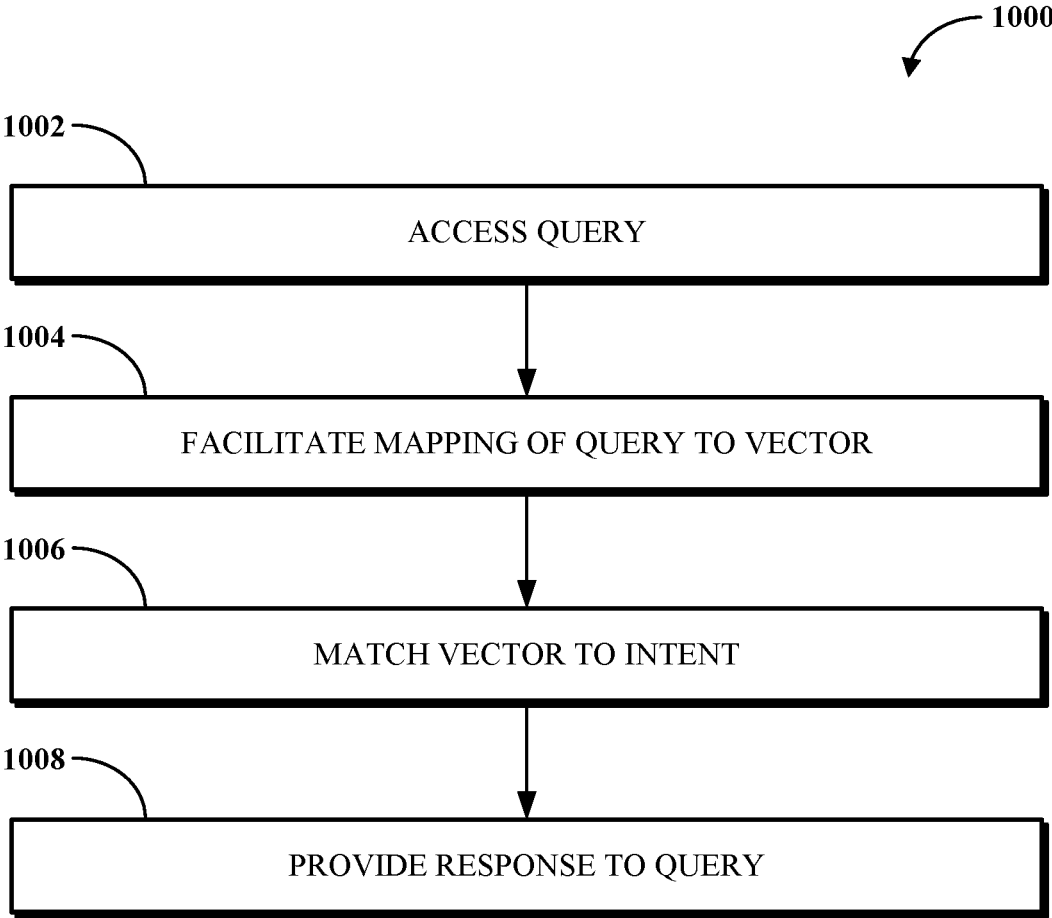 1000
1002
ACCESS QUERY
1004
FACILITATE MAPPING OF QUERY TO VECTOR
1006
MATCH VECTOR TO INTENT
1008
PROVIDE RESPONSE TO QUERY